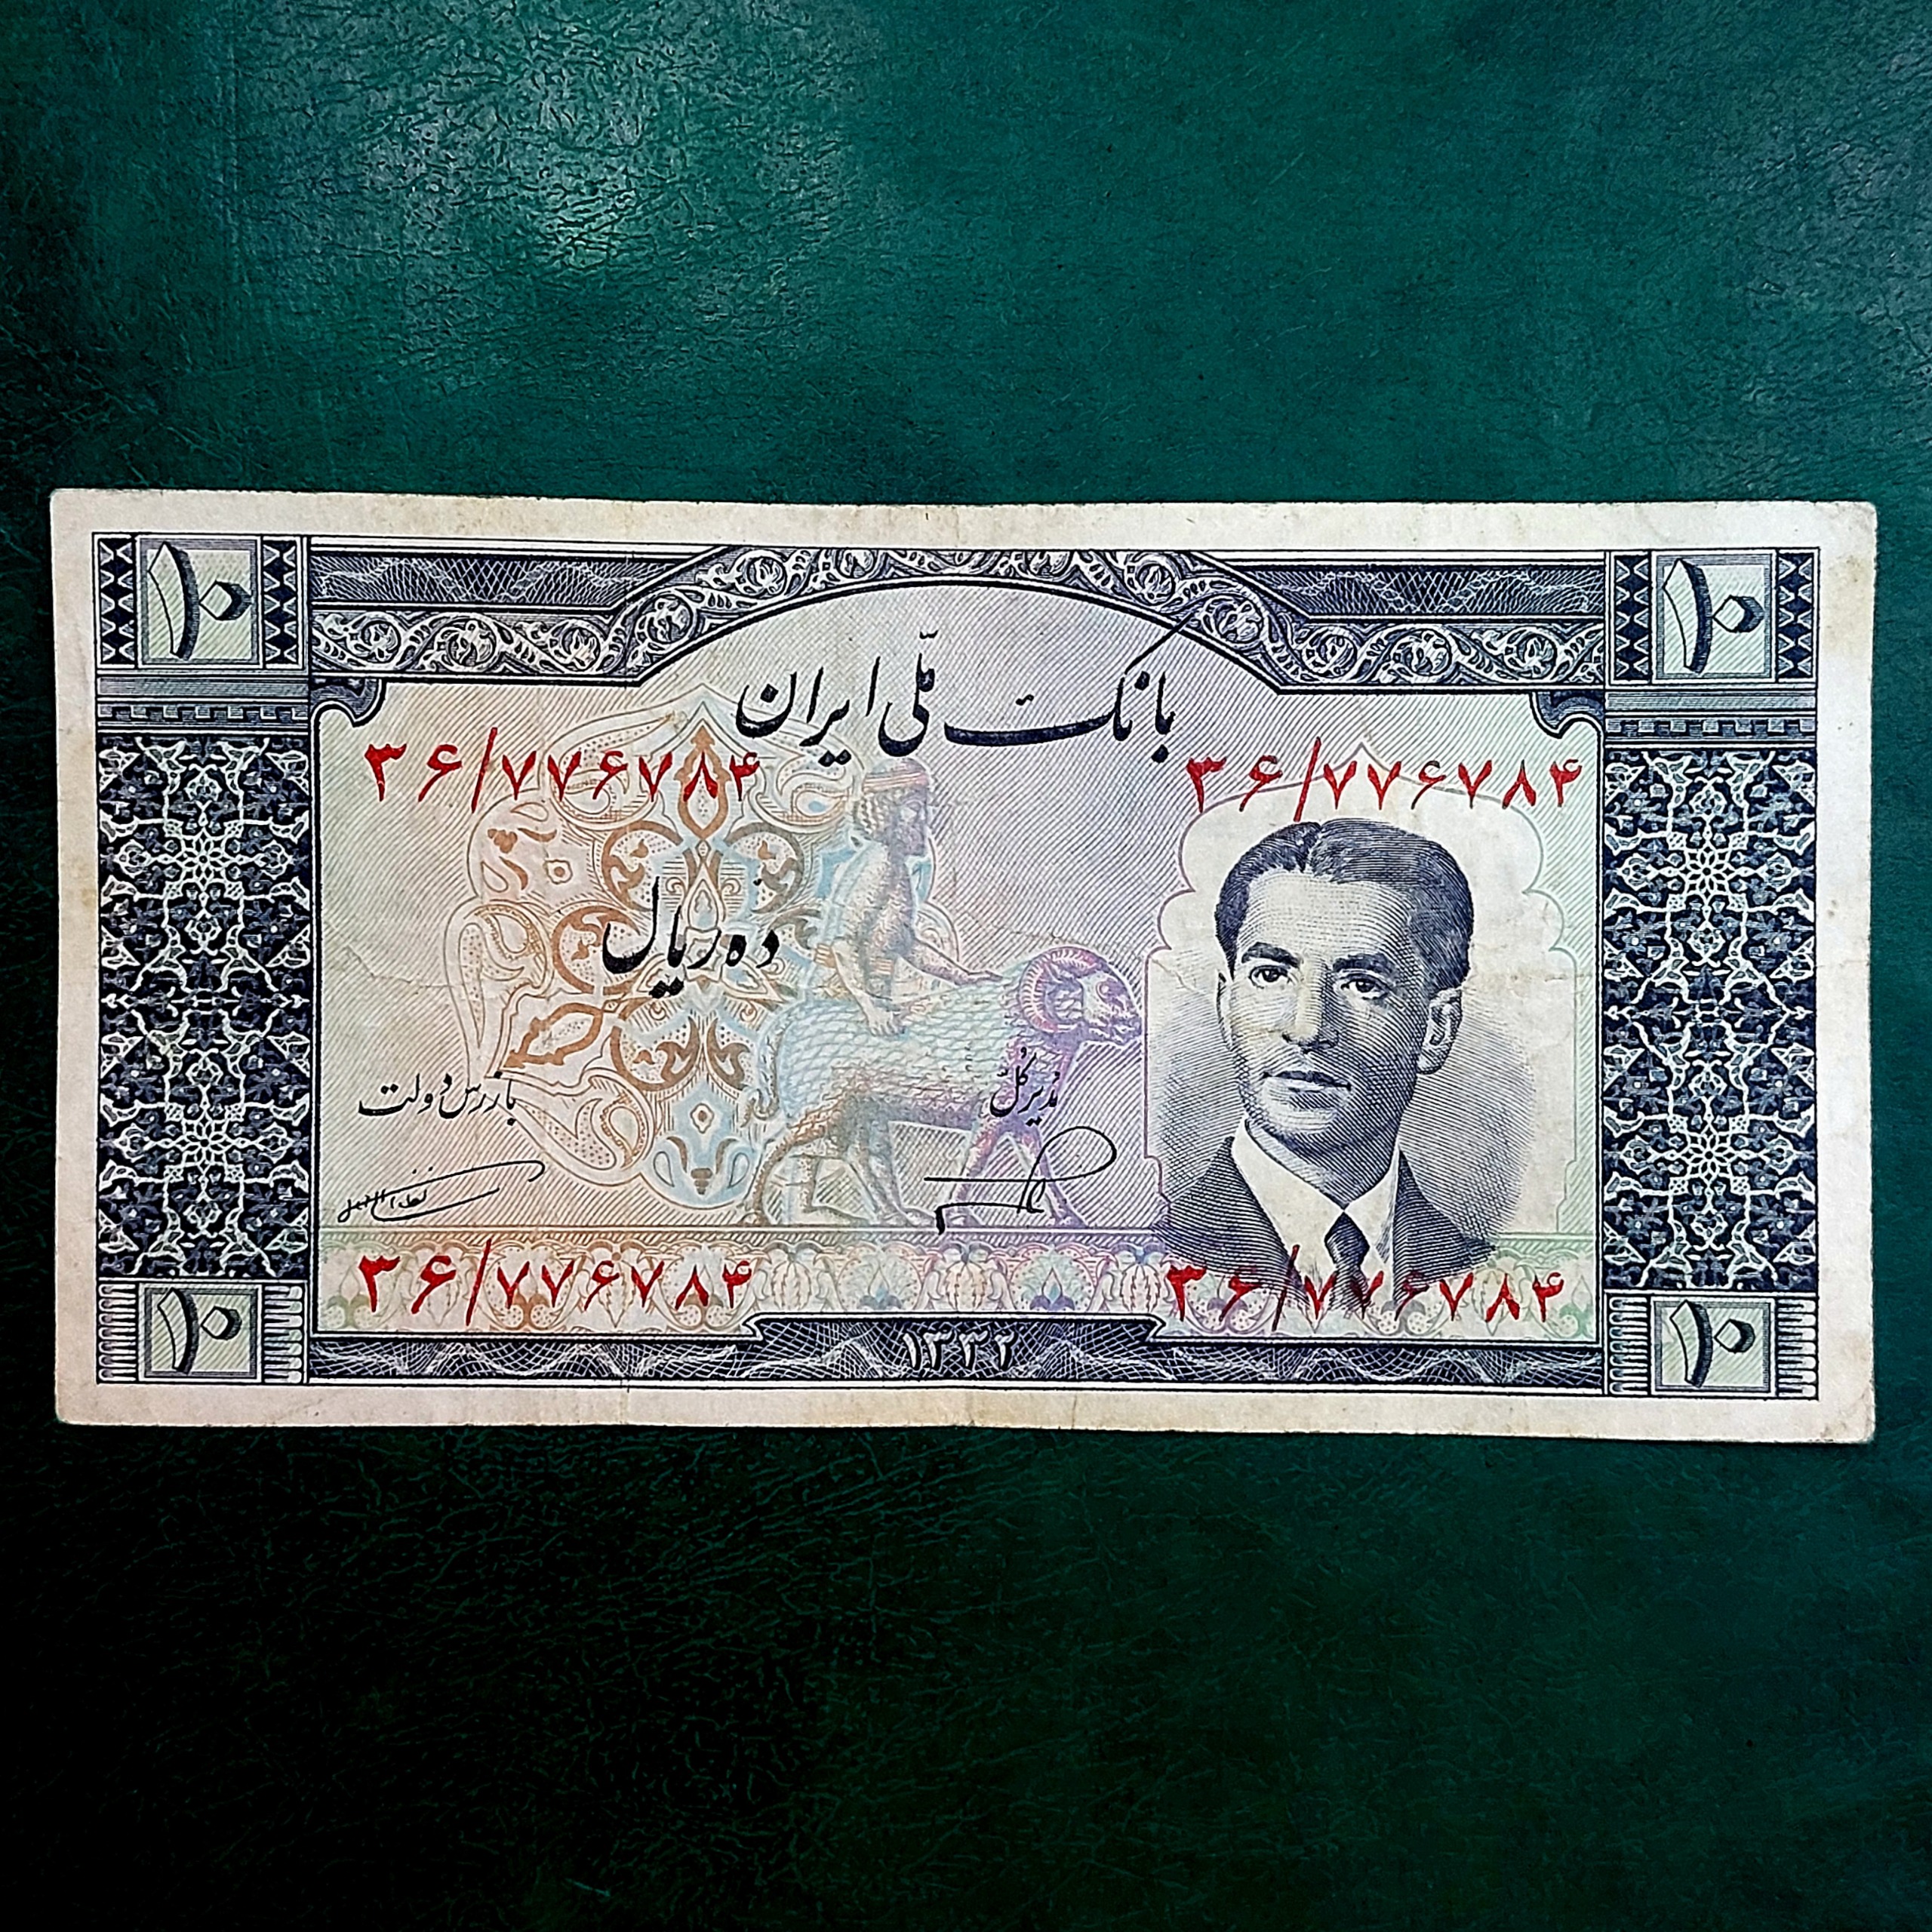 ۱۰ ۱۰
بانک ملّی ایران
۳۶/۷۷۶۷۸۴ ۳۶/۷۷۶۷۸۴
ده ریال
مدیر کل بازرس دولت
۳۶/۷۷۶۷۸۴ ۳۶/۷۷۶۷۸۴
۱۰ ۱۳۳۲ ۱۰